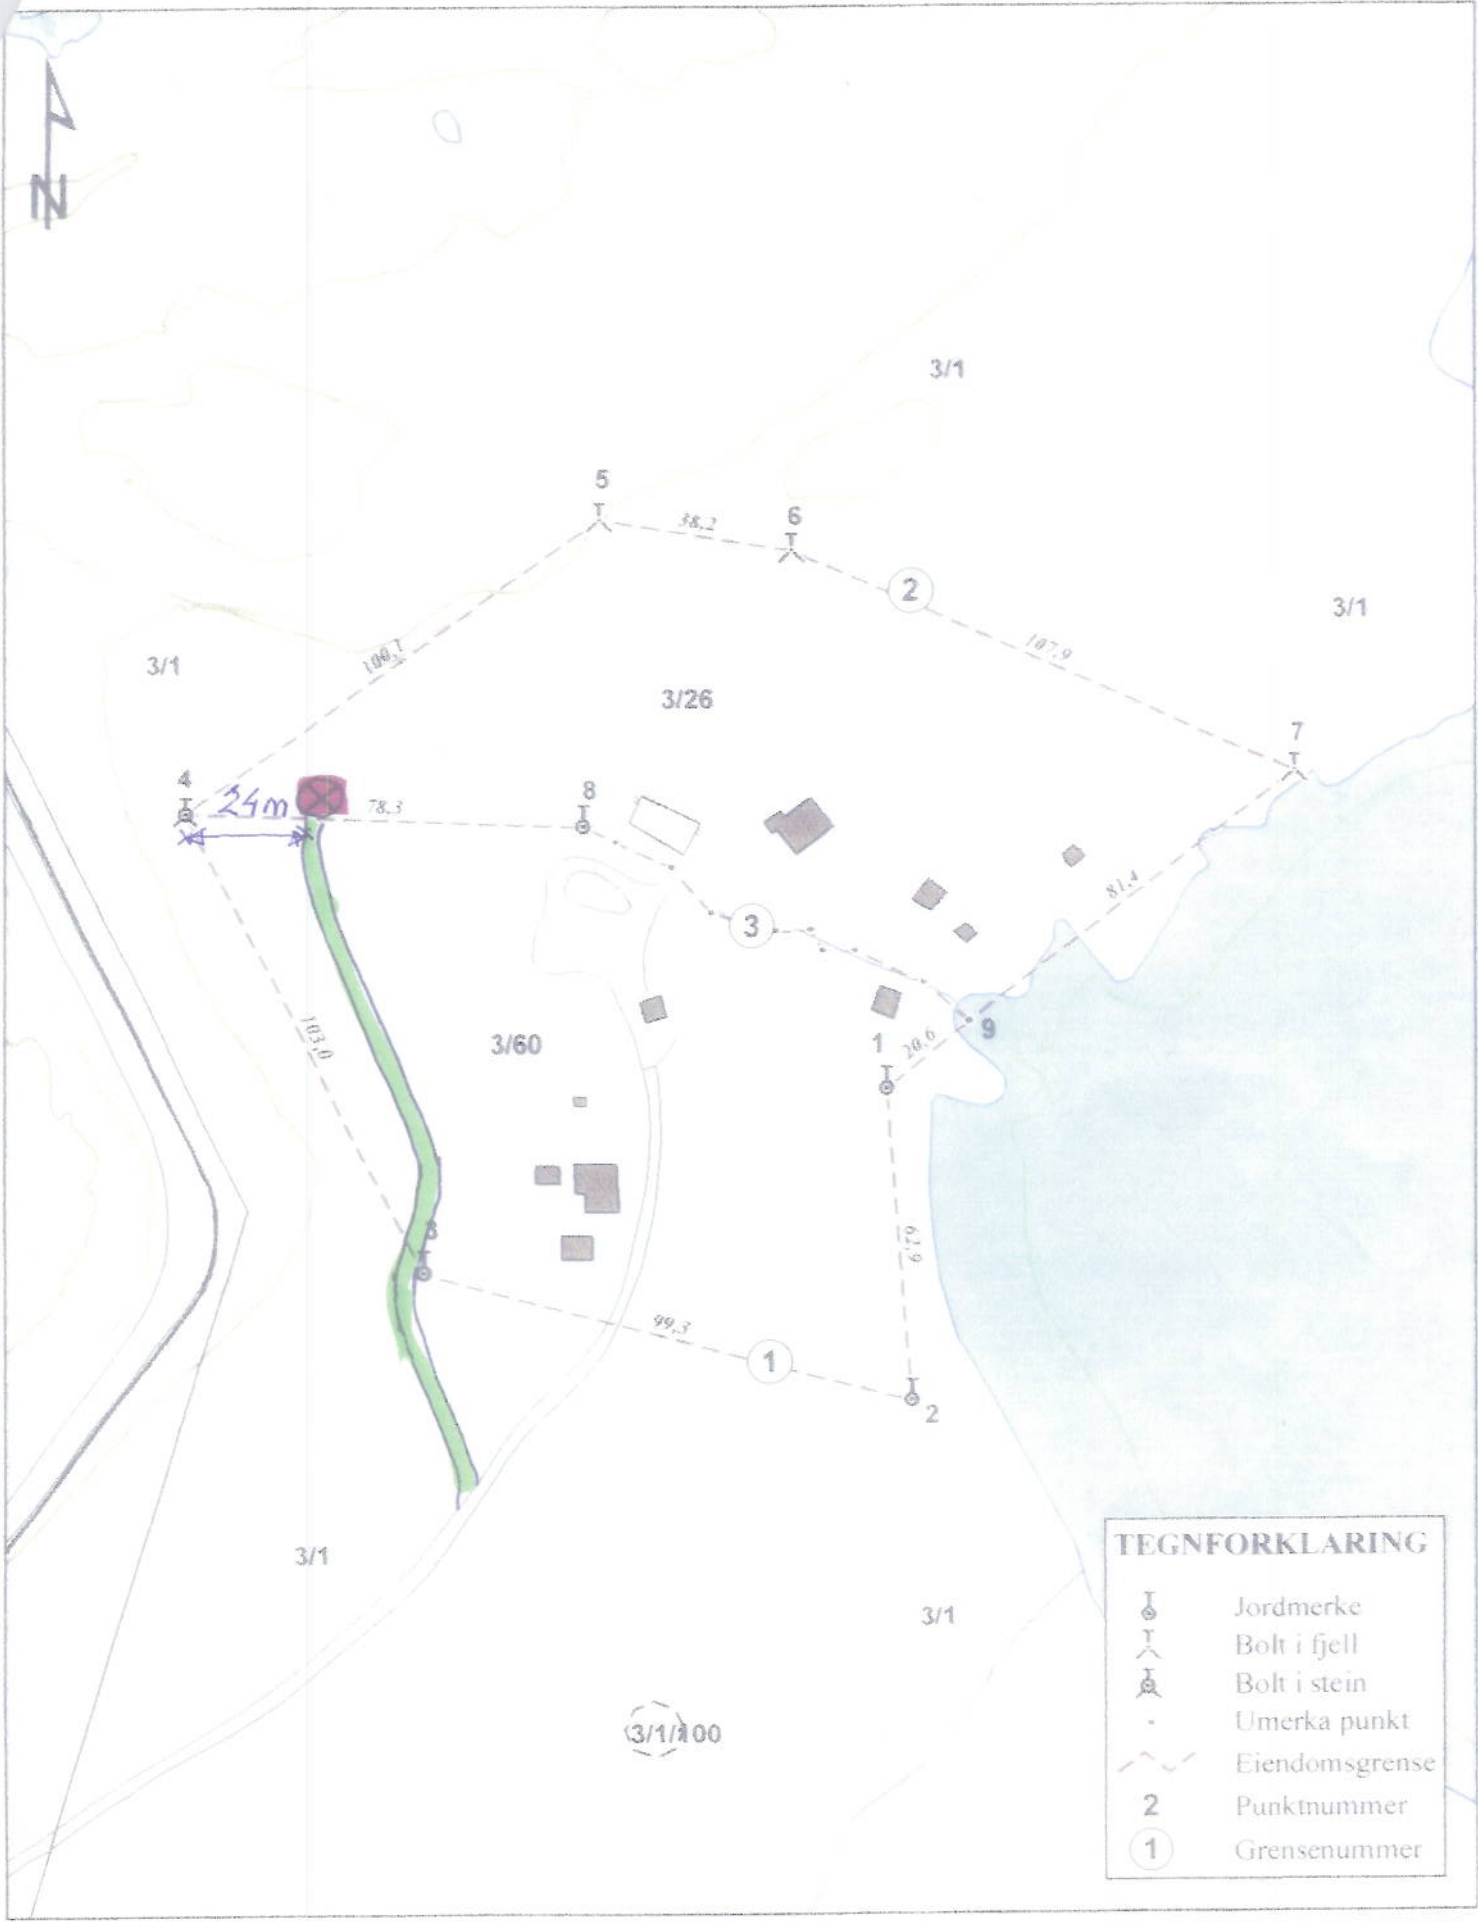 N
3/1
5
38,2
6
2
3/1
107,9
3/1
100,1
3/26
7
4
24m
78,3
8
81,4
3
9
103,0
3/60
1
20,6
62,9
3
99,3
1
2
3/1
3/1
3/1/100
TEGNFORKLARING
Jordmerke
Bolt i fjell
Bolt i stein
Umerka punkt
Eiendomsgrense
2 Punktnummer
1 Grensenummer